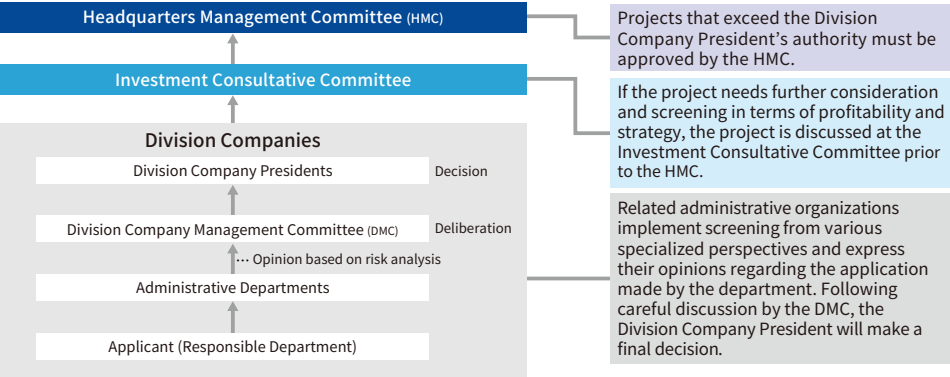 Headquarters Management Committee (HMC)
Investment Consultative Committee
Division Companies
Division Company Presidents
Decision
Division Company Management Committee (DMC)
Deliberation
… Opinion based on risk analysis
Administrative Departments
Applicant (Responsible Department)
Projects that exceed the Division
Company President’s authority must be
approved by the HMC.
If the project needs further consideration
and screening in terms of profitability and
strategy, the project is discussed at the
Investment Consultative Committee prior
to the HMC.
Related administrative organizations
implement screening from various
specialized perspectives and express
their opinions regarding the application
made by the department. Following
careful discussion by the DMC, the
Division Company President will make a
final decision.